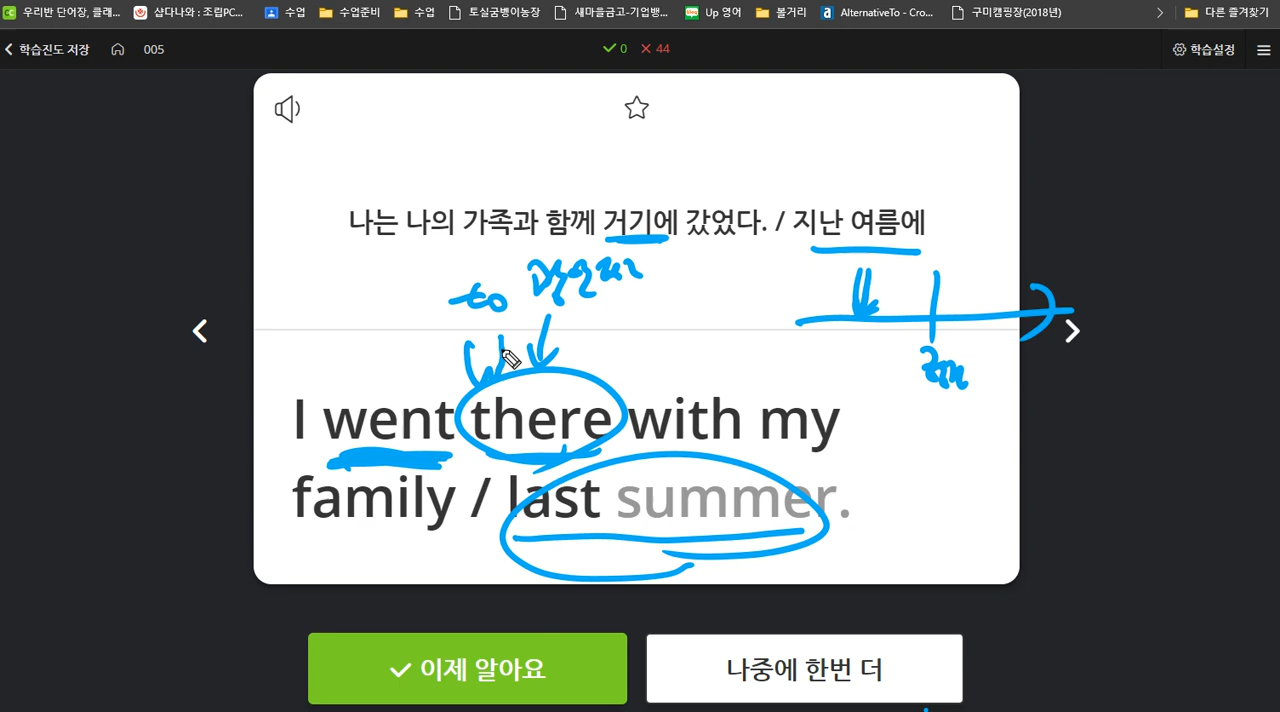 우리반 단어장, 클래... 샵다나와 : 조립PC... 수업 수업준비 수업 토실굼벵이농장 새마을금고-기업뱅... Up 영어 볼거리 AlternativeTo - Cro... 구미캠핑장(2018년) 다른 즐겨찾기
학습진도 저장 005 0 44 학습설정
나는 나의 가족과 함께 거기에 갔었다. / 지난 여름에
to
I went there with my
family / last summer.
이제 알아요 나중에 한번 더